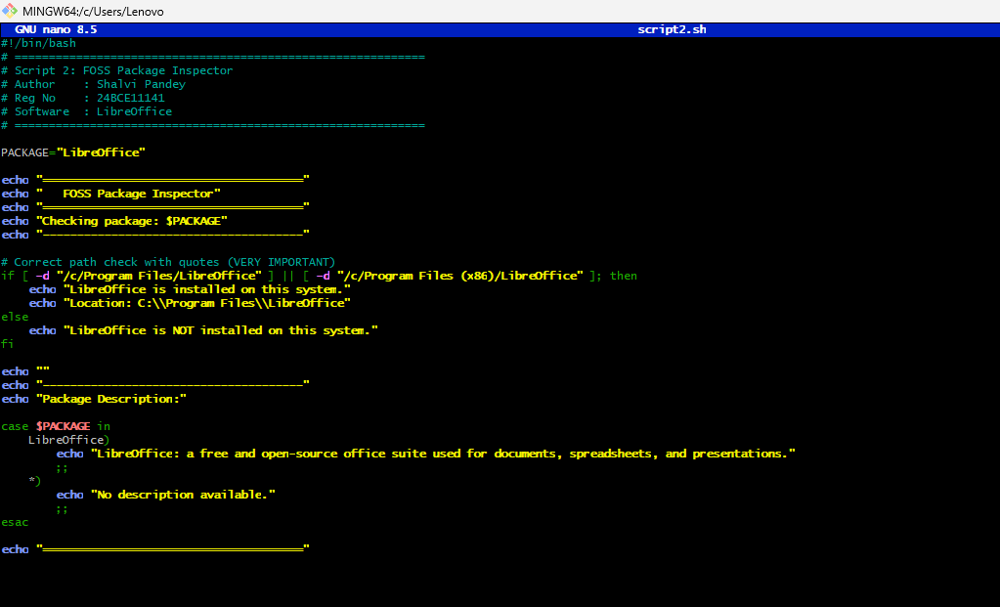 MINGW64:/c/Users/Lenovo
GNU nano 8.5 script2.sh
#!/bin/bash
# ============================================================
# Script 2: FOSS Package Inspector
# Author    : Shalvi Pandey
# Reg No    : 24BCE11141
# Software  : LibreOffice
# ============================================================
PACKAGE="LibreOffice"
echo "======================================"
echo "   FOSS Package Inspector"
echo "======================================"
echo "Checking package: $PACKAGE"
echo "--------------------------------------"
# Correct path check with quotes (VERY IMPORTANT)
if [ -d "/c/Program Files/LibreOffice" ] || [ -d "/c/Program Files (x86)/LibreOffice" ]; then
    echo "LibreOffice is installed on this system."
    echo "Location: C:\\Program Files\\LibreOffice"
else
    echo "LibreOffice is NOT installed on this system."
fi
echo ""
echo "--------------------------------------"
echo "Package Description:"
case $PACKAGE in
    LibreOffice)
        echo "LibreOffice: a free and open-source office suite used for documents, spreadsheets, and presentations."
        ;;
    *)
        echo "No description available."
        ;;
esac
echo "======================================"